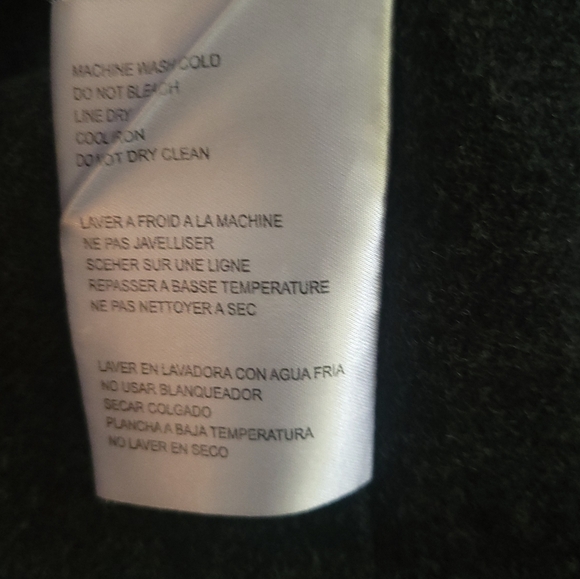 MACHINE WASH COLD
DO NOT BLEACH
LINE DRY
COOL IRON
DO NOT DRY CLEAN
LAVER A FROID A LA MACHINE
NE PAS JAVELLISER
SCEHER SUR UNE LIGNE
REPASSER A BASSE TEMPERATURE
NE PAS NETTOYER A SEC
LAVER EN LAVADORA CON AGUA FRIA
NO USAR BLANQUEADOR
SECAR COLGADO
PLANCHA A BAJA TEMPERATURA
NO LAVER EN SECO